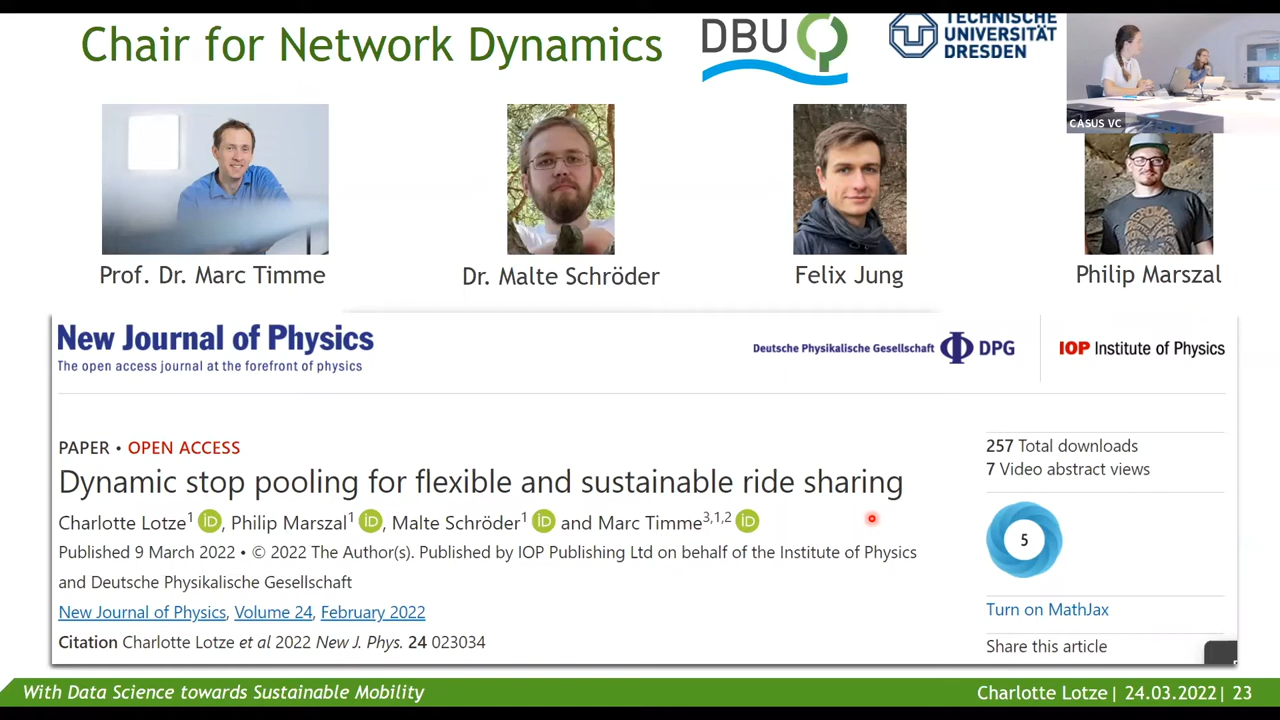 Chair for Network Dynamics
DBU
TECHNISCHE
UNIVERSITÄT
DRESDEN
CASUS VC
Prof. Dr. Marc Timme
Dr. Malte Schröder
Felix Jung
Philip Marszal
New Journal of Physics
The open access journal at the forefront of physics
Deutsche Physikalische Gesellschaft DPG
IOP Institute of Physics
PAPER • OPEN ACCESS
Dynamic stop pooling for flexible and sustainable ride sharing
Charlotte Lotze1 iD, Philip Marszal1 iD, Malte Schröder1 iD and Marc Timme3,1,2 iD
Published 9 March 2022 • © 2022 The Author(s). Published by IOP Publishing Ltd on behalf of the Institute of Physics
and Deutsche Physikalische Gesellschaft
New Journal of Physics, Volume 24, February 2022
Citation Charlotte Lotze et al 2022 New J. Phys. 24 023034
257 Total downloads
7 Video abstract views
5
Turn on MathJax
Share this article
With Data Science towards Sustainable Mobility
Charlotte Lotze| 24.03.2022| 23